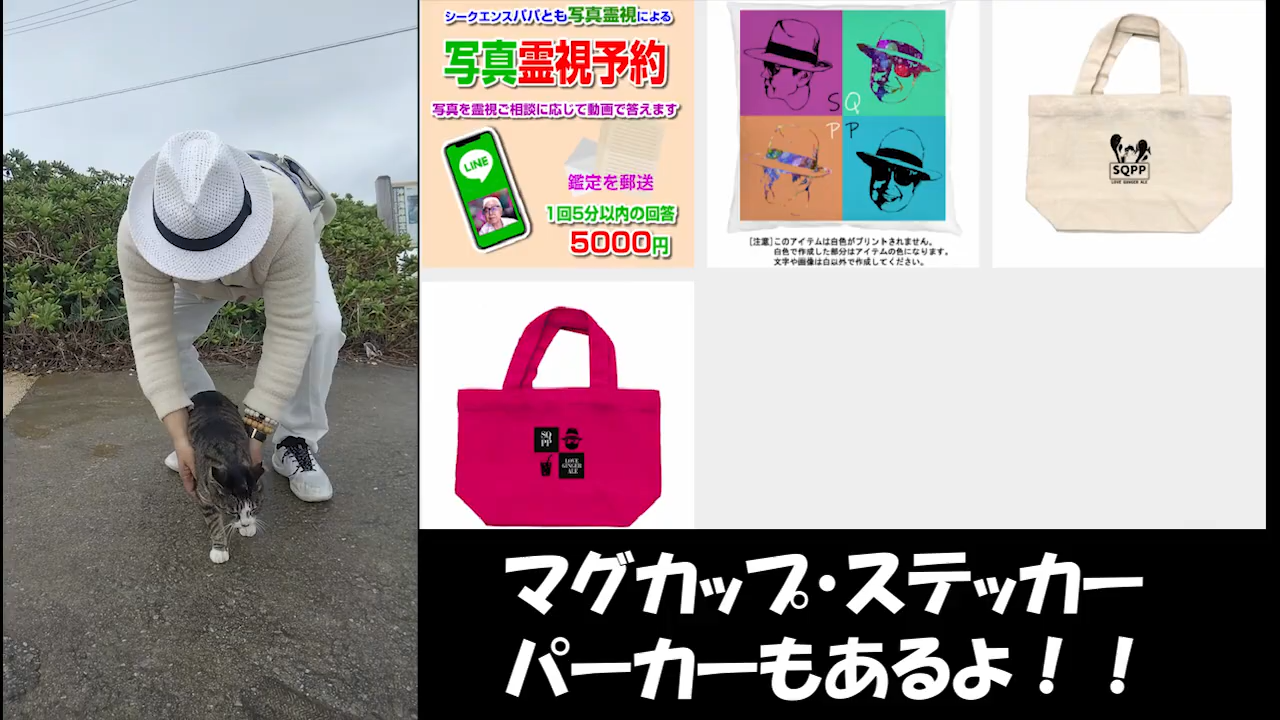 シークエンスパパとも写真霊視による
写真霊視予約
写真を霊視ご相談に応じて動画で答えます
LINE
鑑定を郵送
1回5分以内の回答
5000円
S Q
P P
[注意]このアイテムは白色がプリントされません。
白色で作成した部分はアイテムの色になります。
文字や画像は白以外で作成してください。
SQPP
LOVE GINGER ALE
SQ
PP
LOVE
GINGER
ALE
マグカップ・ステッカー
パーカーもあるよ！！